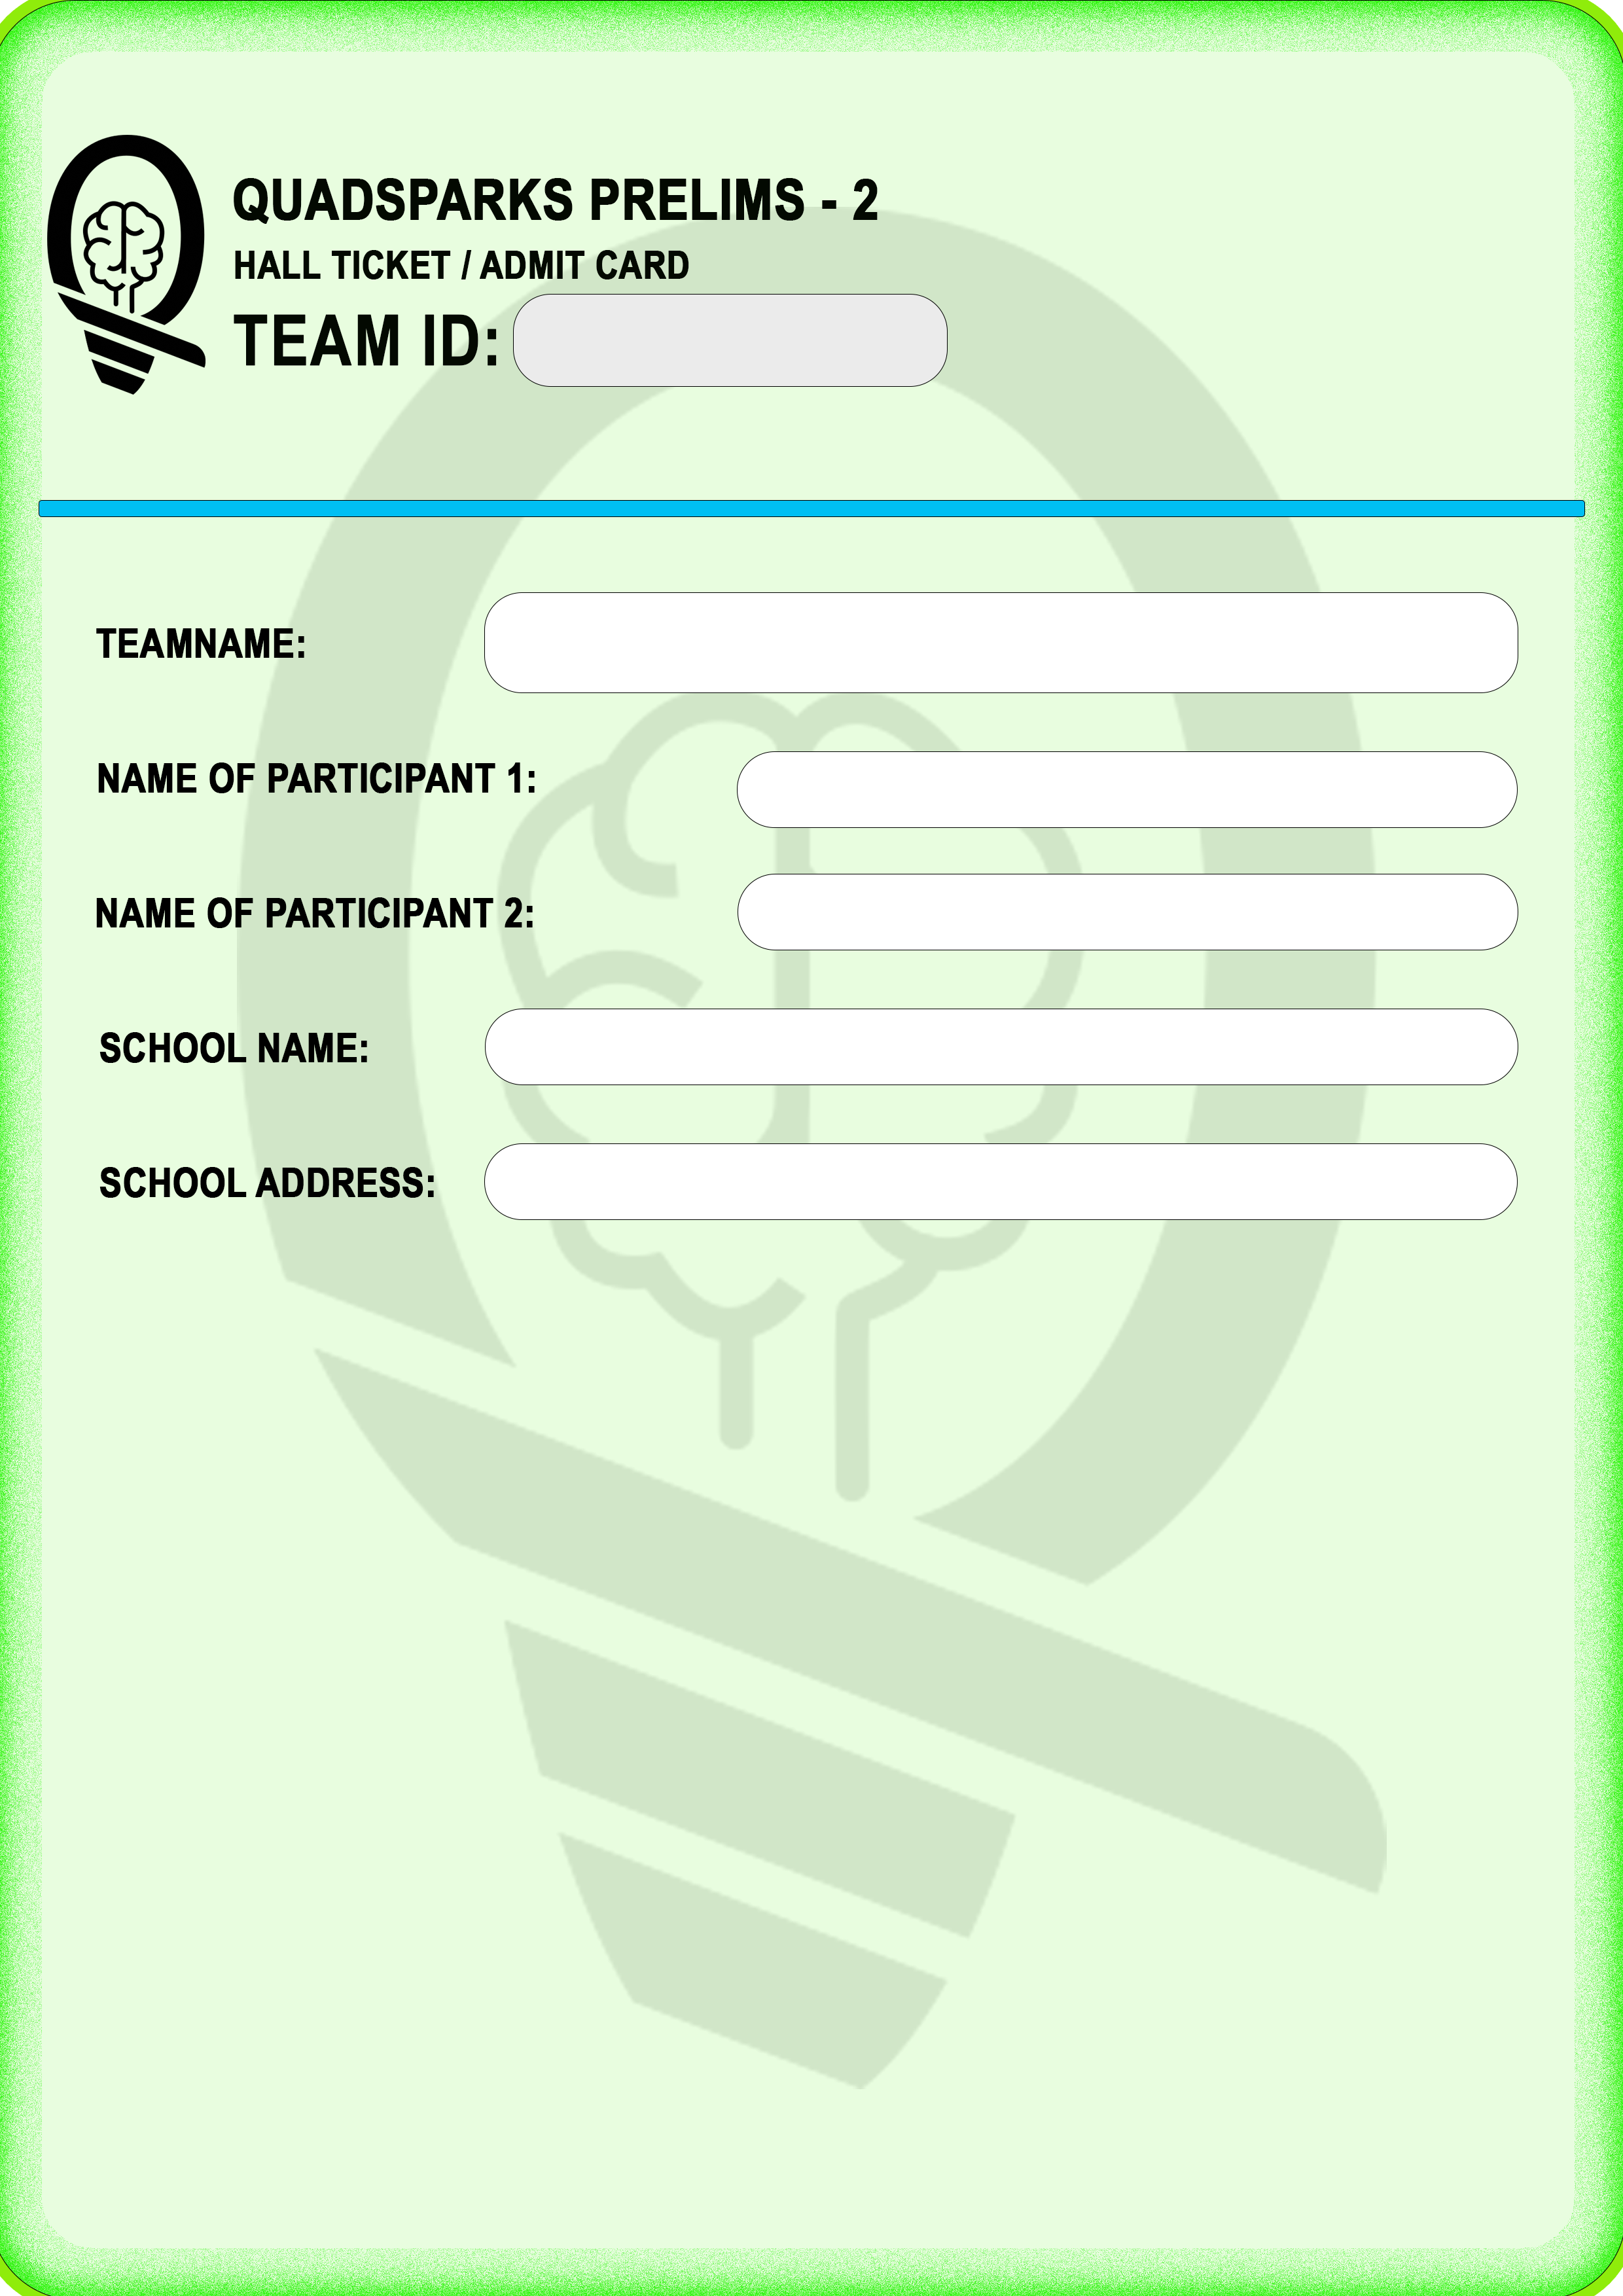 QUADSPARKS PRELIMS - 2
HALL TICKET / ADMIT CARD
TEAM ID:
TEAMNAME:
NAME OF PARTICIPANT 1:
NAME OF PARTICIPANT 2:
SCHOOL NAME:
SCHOOL ADDRESS: